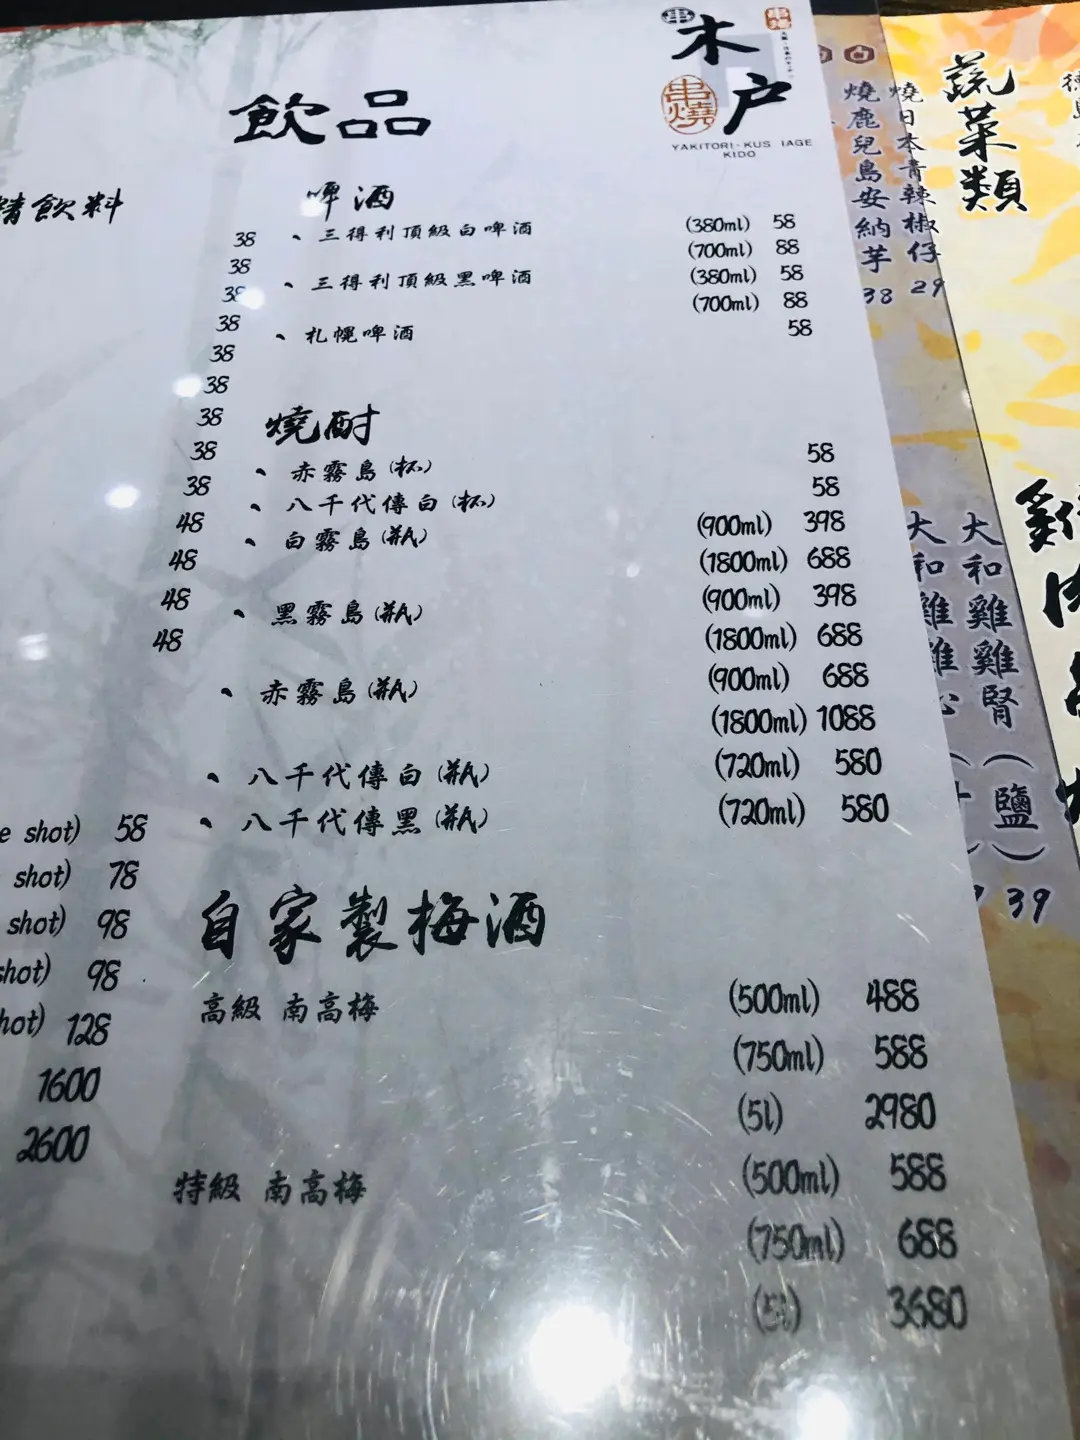 串
木
户
串燒
YAKITORI · KUS IAGE
KIDO
飲品
飲料
38
38
38
38
38
38
38
38
48
48
48
48
啤酒
、三得利頂級白啤酒 (380ml) 58
(700ml) 88
、三得利頂級黑啤酒 (380ml) 58
(700ml) 88
、札幌啤酒 58
燒酎
、赤霧島(杯) 58
、八千代傳白(杯) 58
、白霧島(瓶) (900ml) 398
(1800ml) 688
、黑霧島(瓶) (900ml) 398
(1800ml) 688
、赤霧島(瓶) (900ml) 688
(1800ml) 1088
、八千代傳白(瓶) (720ml) 580
、八千代傳黑(瓶) (720ml) 580
e shot) 58
shot) 78
shot) 98
shot) 98
hot) 128
1600
2600
自家製梅酒
高級 南高梅 (500ml) 488
(750ml) 588
(5l) 2980
特級 南高梅 (500ml) 588
(750ml) 688
(5l) 3680
蔬菜類
燒日本青辣椒仔 29
燒鹿兒島安納芋 38
大和雞雞腎(鹽) 39
大和雞雞